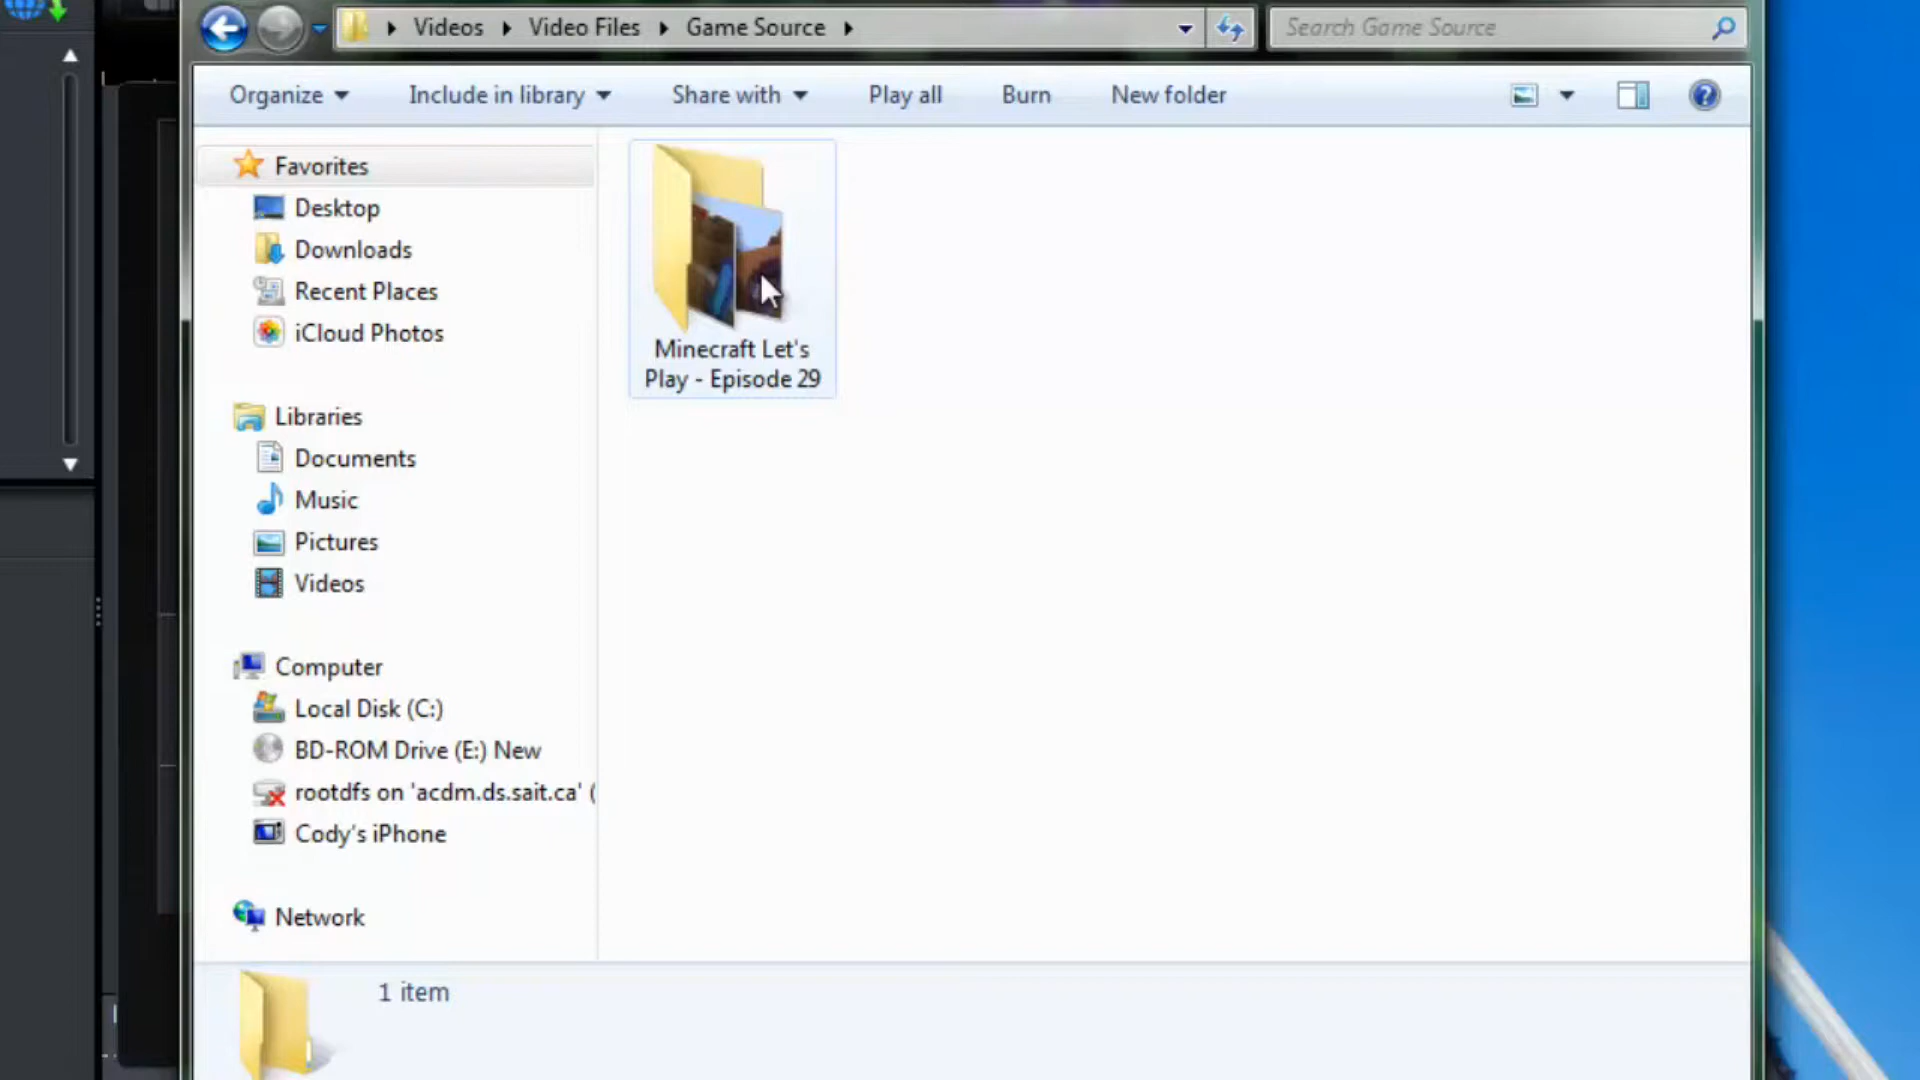 Videos Video Files Game Source
Search Game Source
Organize Include in library Share with Play all Burn New folder
Favorites
Desktop
Downloads
Recent Places
iCloud Photos
Libraries
Documents
Music
Pictures
Videos
Computer
Local Disk (C:)
BD-ROM Drive (E:) New
rootdfs on 'acdm.ds.sait.ca' (
Cody's iPhone
Network
Minecraft Let's
Play - Episode 29
1 item